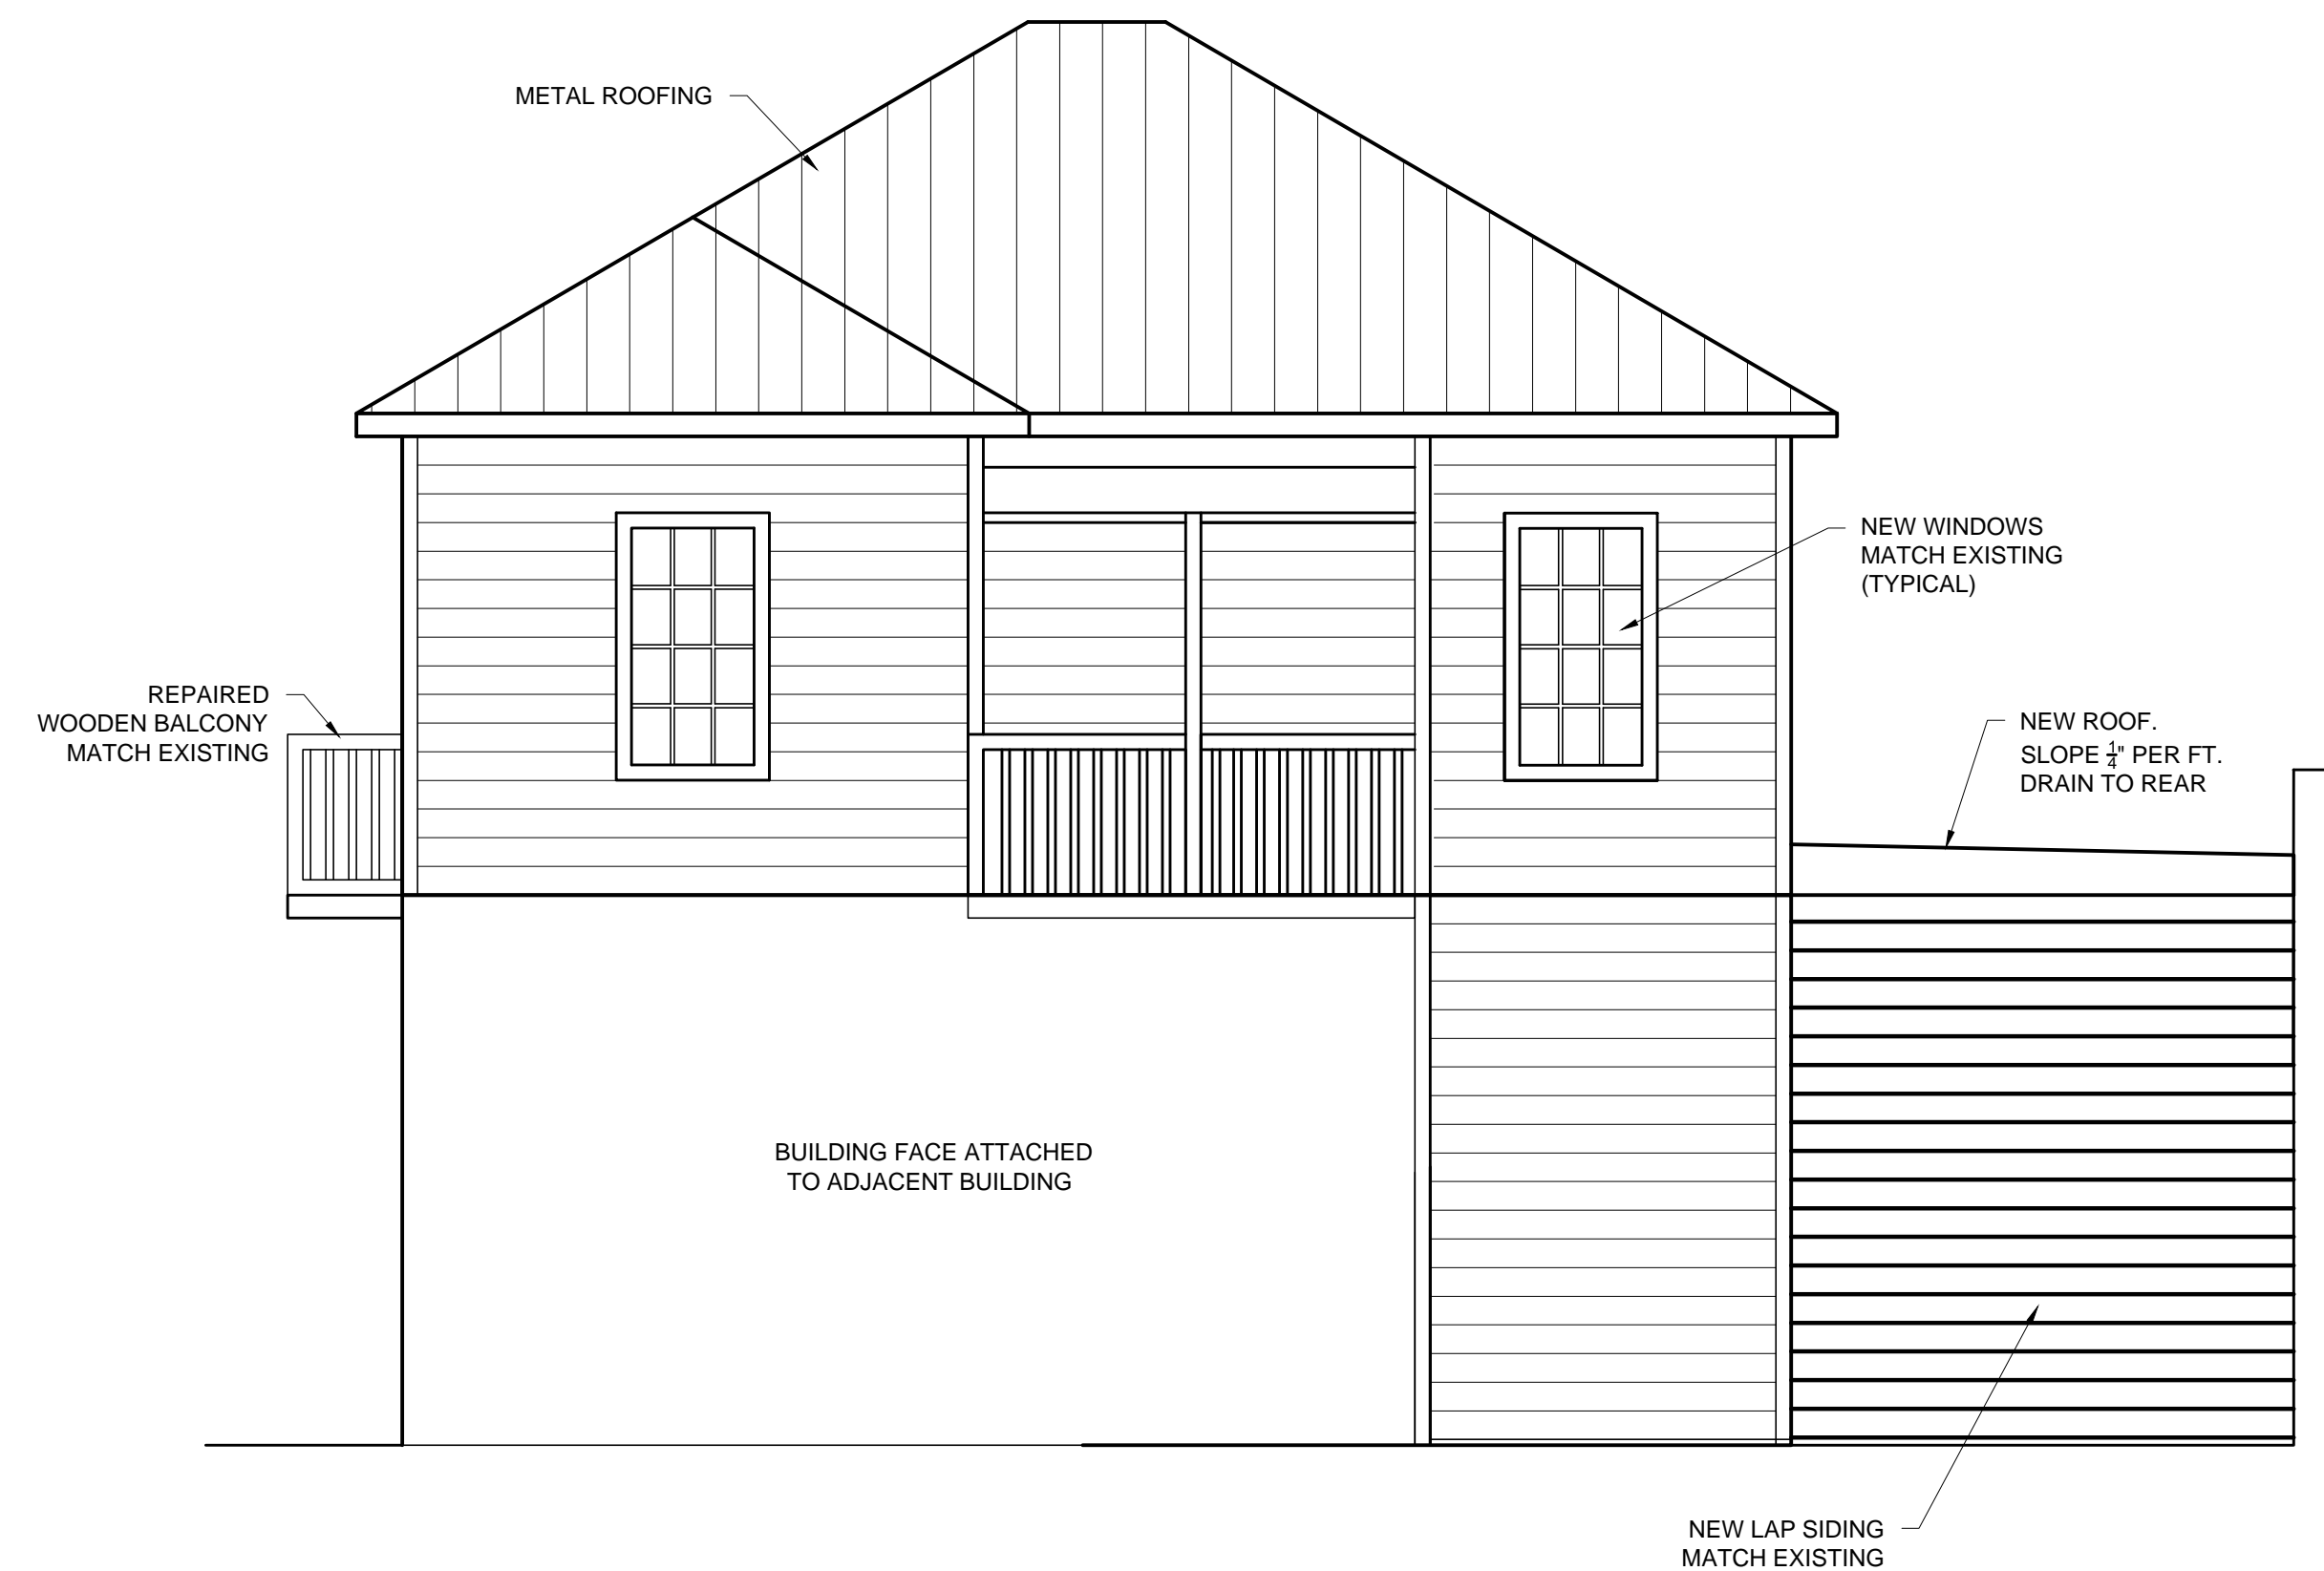 METAL ROOFING
NEW WINDOWS
MATCH EXISTING
(TYPICAL)
REPAIRED
WOODEN BALCONY
MATCH EXISTING
NEW ROOF.
SLOPE 1/4" PER FT.
DRAIN TO REAR
BUILDING FACE ATTACHED
TO ADJACENT BUILDING
NEW LAP SIDING
MATCH EXISTING